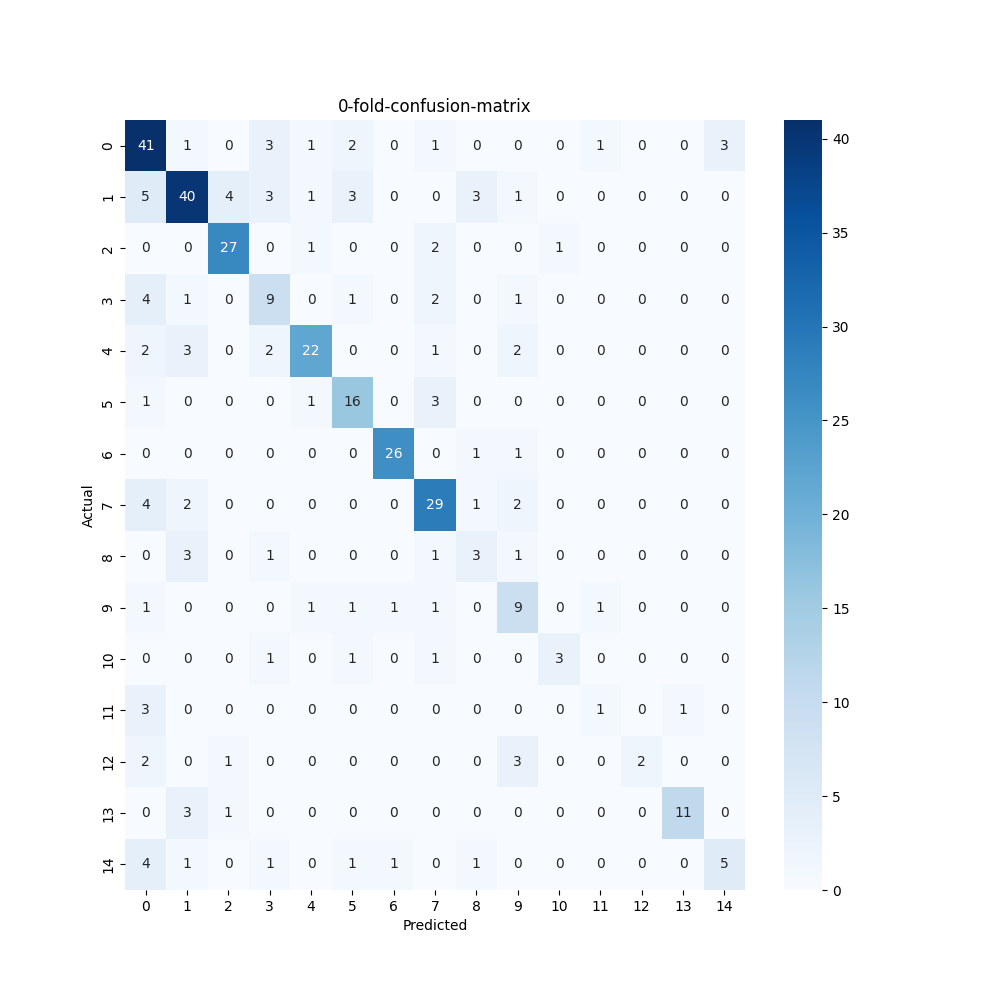 0-fold-confusion-matrix
0 41 1 0 3 1 2 0 1 0 0 0 1 0 0 3
1 5 40 4 3 1 3 0 0 3 1 0 0 0 0 0
2 0 0 27 0 1 0 0 2 0 0 1 0 0 0 0
3 4 1 0 9 0 1 0 2 0 1 0 0 0 0 0
4 2 3 0 2 22 0 0 1 0 2 0 0 0 0 0
5 1 0 0 0 1 16 0 3 0 0 0 0 0 0 0
6 0 0 0 0 0 0 26 0 1 1 0 0 0 0 0
7 4 2 0 0 0 0 0 29 1 2 0 0 0 0 0
8 0 3 0 1 0 0 0 1 3 1 0 0 0 0 0
9 1 0 0 0 1 1 1 1 0 9 0 1 0 0 0
10 0 0 0 1 0 1 0 1 0 0 3 0 0 0 0
11 3 0 0 0 0 0 0 0 0 0 0 1 0 1 0
12 2 0 1 0 0 0 0 0 0 3 0 0 2 0 0
13 0 3 1 0 0 0 0 0 0 0 0 0 0 11 0
14 4 1 0 1 0 1 1 0 1 0 0 0 0 0 5
0 1 2 3 4 5 6 7 8 9 10 11 12 13 14
Predicted
Actual
40
35
30
25
20
15
10
5
0